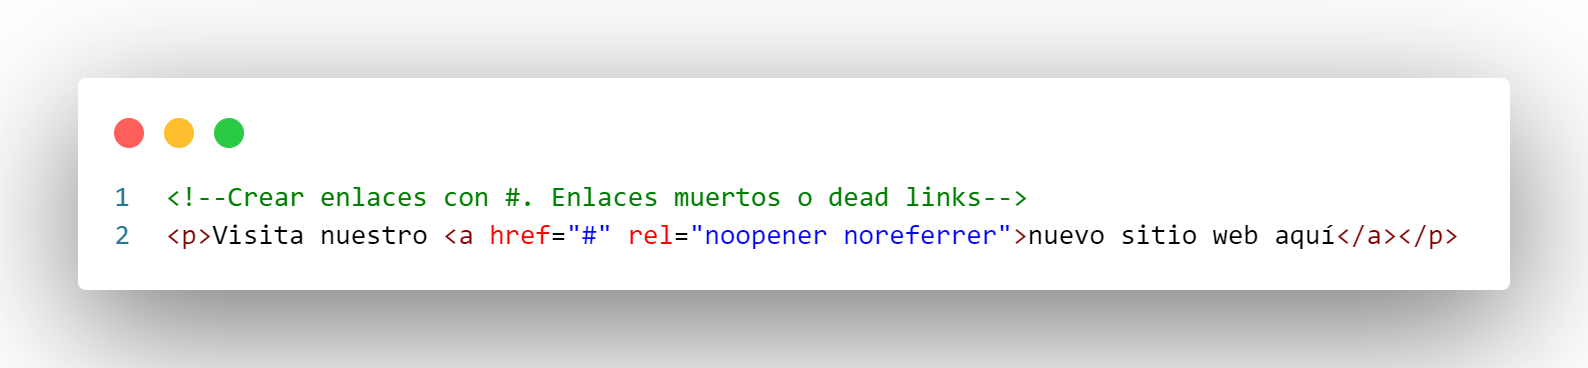 1 <!--Crear enlaces con #. Enlaces muertos o dead links-->
2 <p>Visita nuestro <a href="#" rel="noopener noreferrer">nuevo sitio web aquí</a></p>